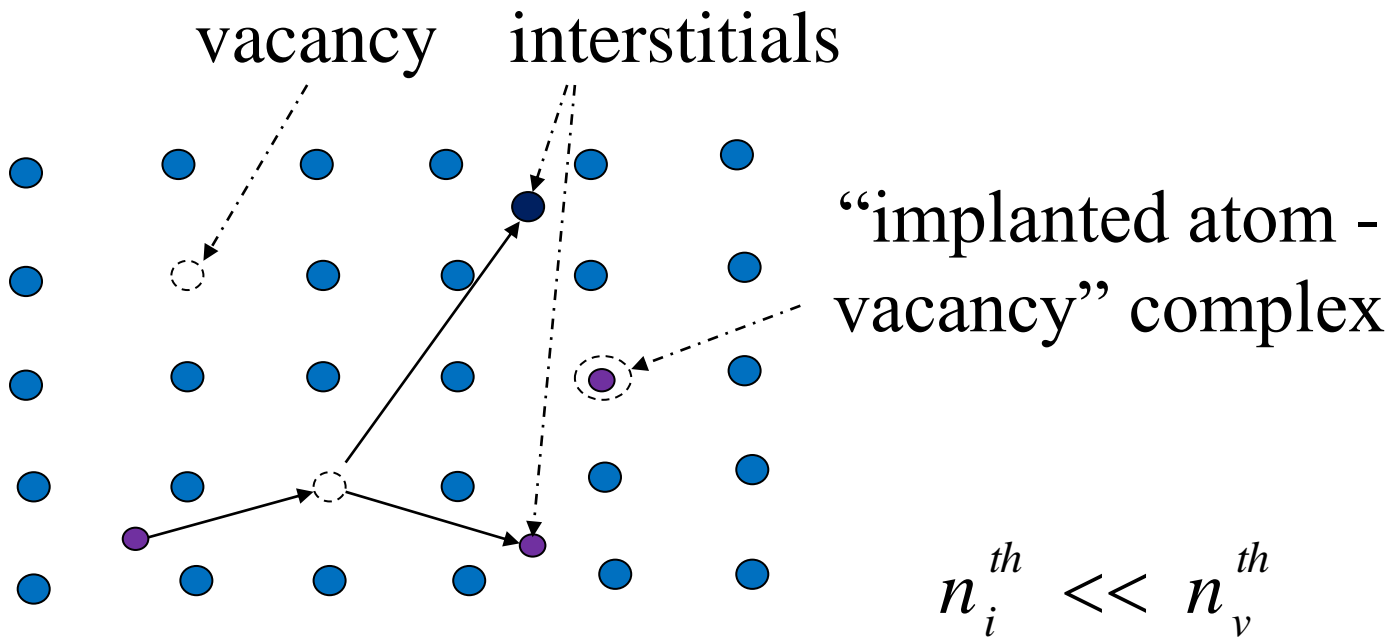 vacancy interstitials
“implanted atom -
vacancy” complex
n_i^{th} << n_v^{th}